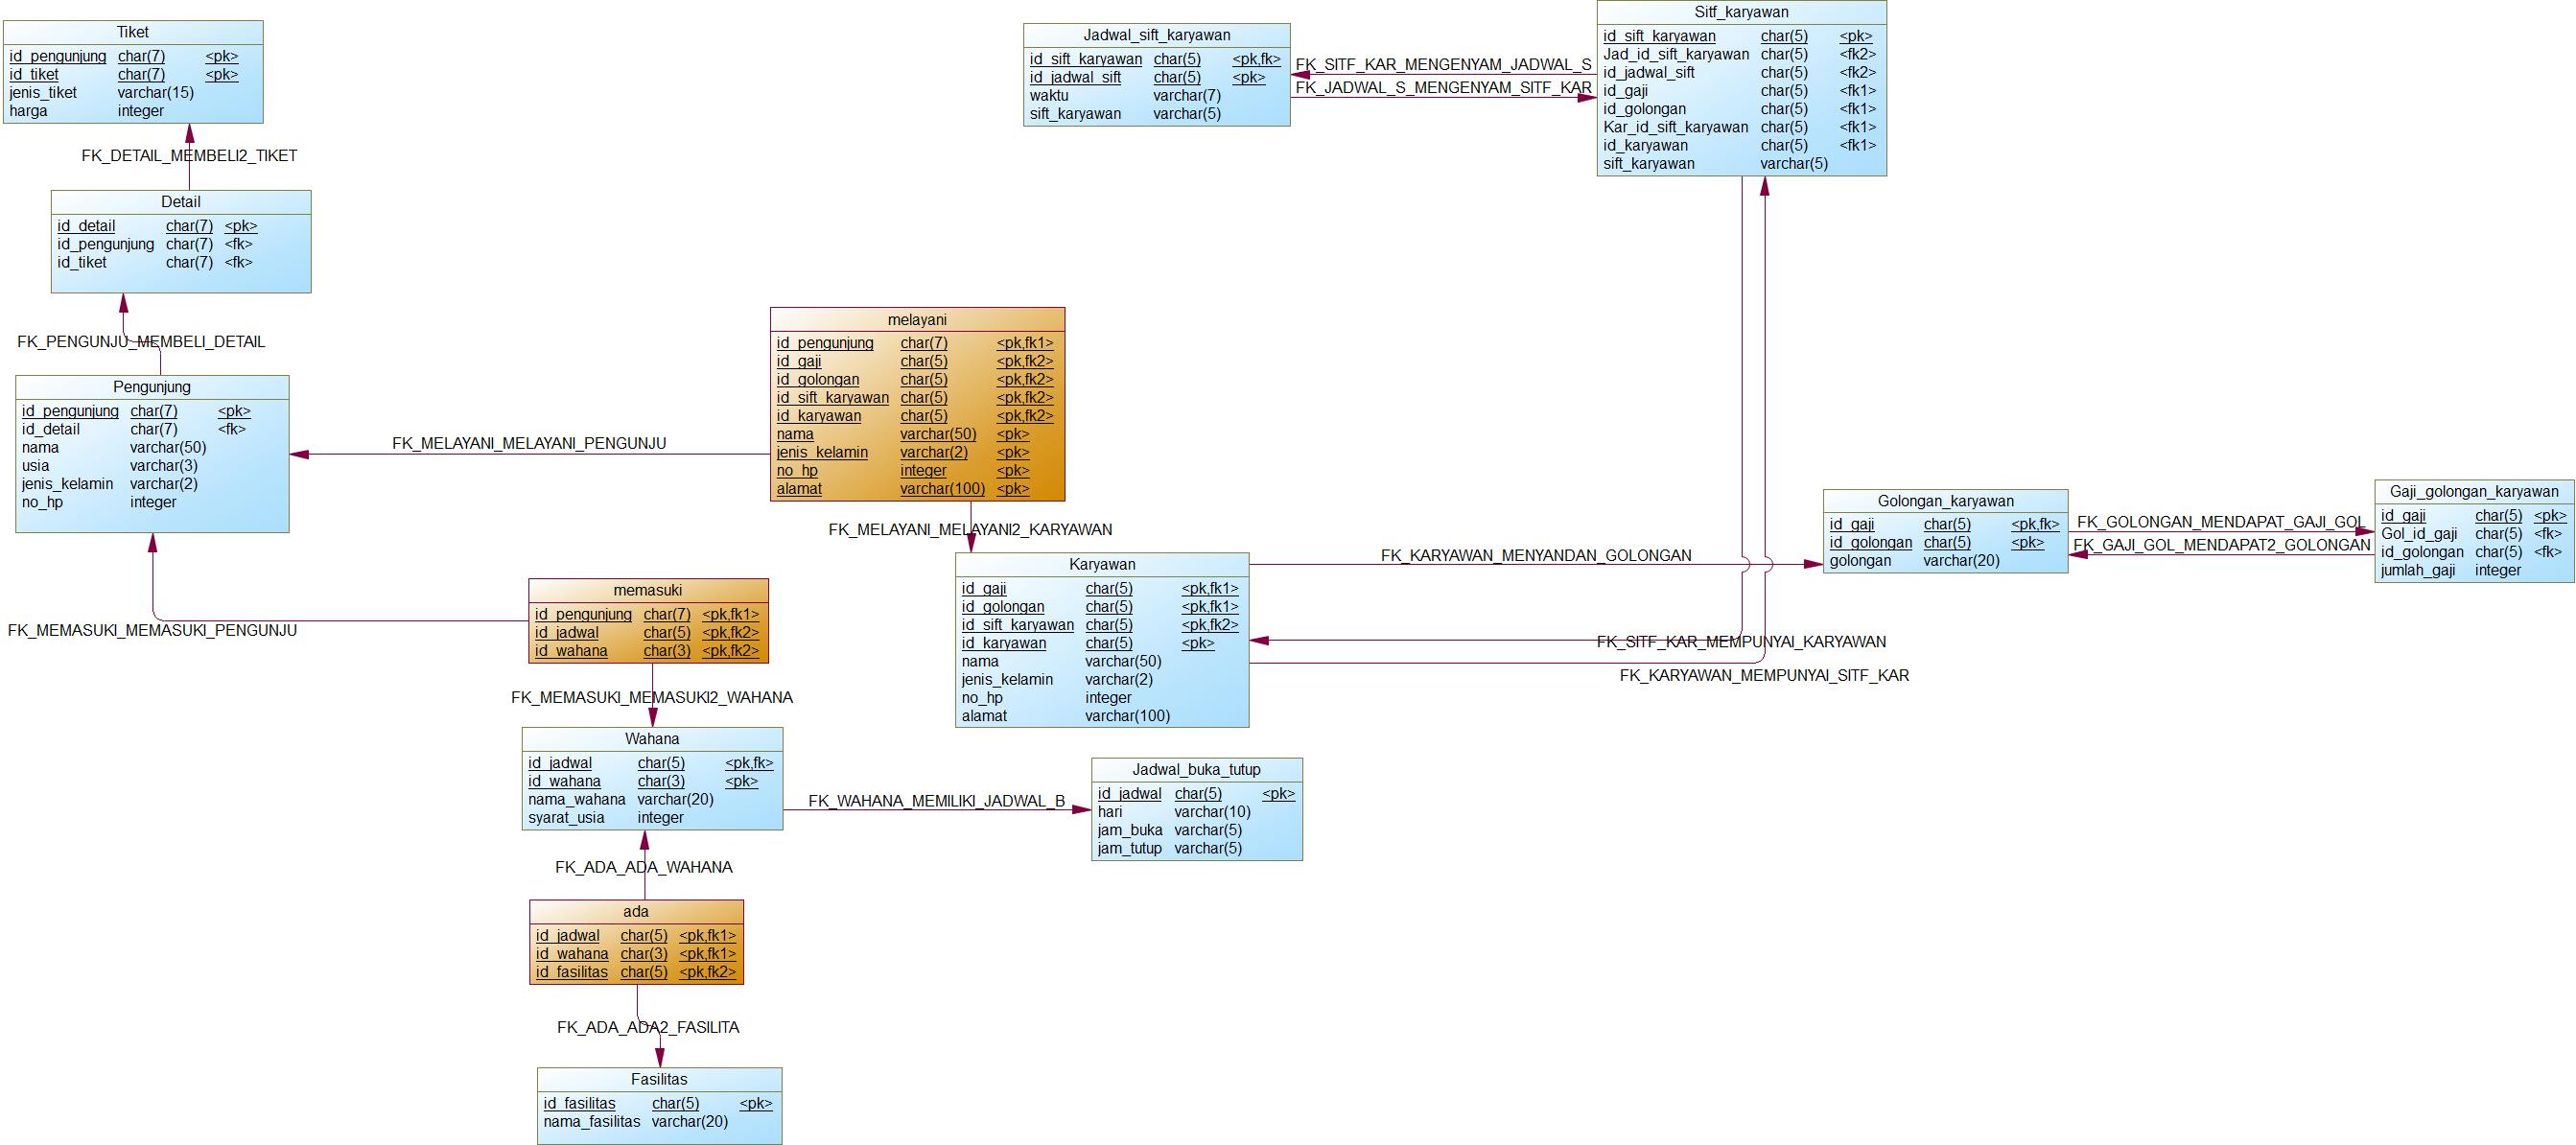 Tiket
id_pengunjung char(7) <pk>
id_tiket char(7) <pk>
jenis_tiket varchar(15)
harga integer
FK_DETAIL_MEMBELI2_TIKET
Detail
id_detail char(7) <pk>
id_pengunjung char(7) <fk>
id_tiket char(7) <fk>
FK_PENGUNJU_MEMBELI_DETAIL
Pengunjung
id_pengunjung char(7) <pk>
id_detail char(7) <fk>
nama varchar(50)
usia varchar(3)
jenis_kelamin varchar(2)
no_hp integer
FK_MELAYANI_MELAYANI_PENGUNJU
melayani
id_pengunjung char(7) <pk,fk1>
id_gaji char(5) <pk,fk2>
id_golongan char(5) <pk,fk2>
id_sift_karyawan char(5) <pk,fk2>
id_karyawan char(5) <pk,fk2>
nama varchar(50) <pk>
jenis_kelamin varchar(2) <pk>
no_hp integer <pk>
alamat varchar(100) <pk>
FK_MELAYANI_MELAYANI2_KARYAWAN
Jadwal_sift_karyawan
id_sift_karyawan char(5) <pk,fk>
id_jadwal_sift char(5) <pk>
waktu varchar(7)
sift_karyawan varchar(5)
FK_SITF_KAR_MENGENYAM_JADWAL_S
FK_JADWAL_S_MENGENYAM_SITF_KAR
Sitf_karyawan
id_sift_karyawan char(5) <pk>
Jad_id_sift_karyawan char(5) <fk2>
id_jadwal_sift char(5) <fk2>
id_gaji char(5) <fk1>
id_golongan char(5) <fk1>
Kar_id_sift_karyawan char(5) <fk1>
id_karyawan char(5) <fk1>
sift_karyawan varchar(5)
Karyawan
id_gaji char(5) <pk,fk1>
id_golongan char(5) <pk,fk1>
id_sift_karyawan char(5) <pk,fk2>
id_karyawan char(5) <pk>
nama varchar(50)
jenis_kelamin varchar(2)
no_hp integer
alamat varchar(100)
FK_KARYAWAN_MENYANDAN_GOLONGAN
FK_SITF_KAR_MEMPUNYAI_KARYAWAN
FK_KARYAWAN_MEMPUNYAI_SITF_KAR
Golongan_karyawan
id_gaji char(5) <pk,fk>
id_golongan char(5) <pk>
golongan varchar(20)
FK_GOLONGAN_MENDAPAT_GAJI_GOL
FK_GAJI_GOL_MENDAPAT2_GOLONGAN
Gaji_golongan_karyawan
id_gaji char(5) <pk>
Gol_id_gaji char(5) <fk>
id_golongan char(5) <fk>
jumlah_gaji integer
memasuki
id_pengunjung char(7) <pk,fk1>
id_jadwal char(5) <pk,fk2>
id_wahana char(3) <pk,fk2>
FK_MEMASUKI_MEMASUKI_PENGUNJU
FK_MEMASUKI_MEMASUKI2_WAHANA
Wahana
id_jadwal char(5) <pk,fk>
id_wahana char(3) <pk>
nama_wahana varchar(20)
syarat_usia integer
FK_WAHANA_MEMILIKI_JADWAL_B
Jadwal_buka_tutup
id_jadwal char(5) <pk>
hari varchar(10)
jam_buka varchar(5)
jam_tutup varchar(5)
FK_ADA_ADA_WAHANA
ada
id_jadwal char(5) <pk,fk1>
id_wahana char(3) <pk,fk1>
id_fasilitas char(5) <pk,fk2>
FK_ADA_ADA2_FASILITA
Fasilitas
id_fasilitas char(5) <pk>
nama_fasilitas varchar(20)